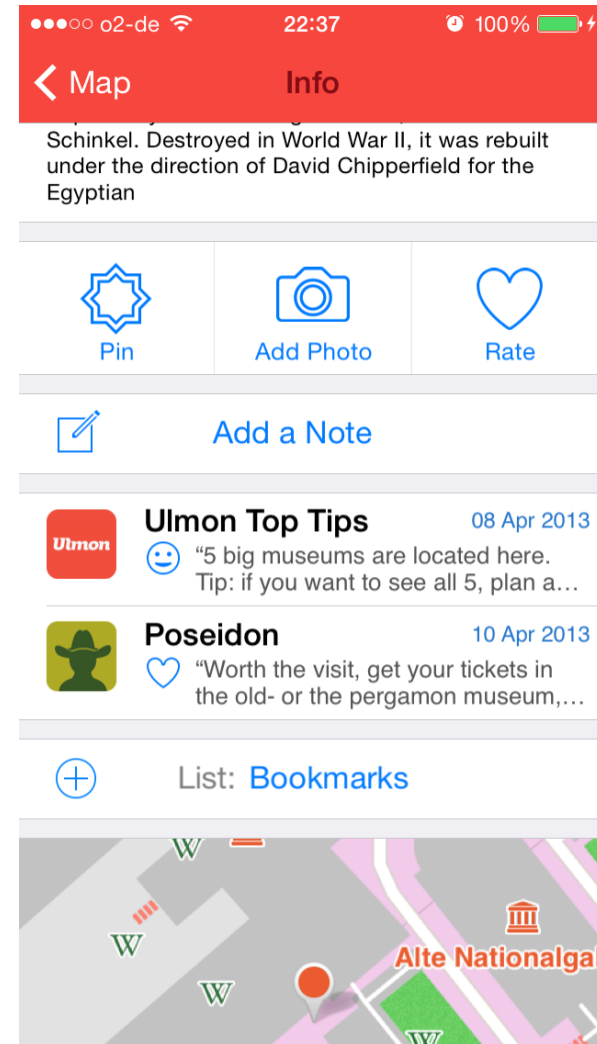 o2-de 22:37 100%
Map Info
Schinkel. Destroyed in World War II, it was rebuilt
under the direction of David Chipperfield for the
Egyptian
Pin Add Photo Rate
Add a Note
Ulmon
Ulmon Top Tips 08 Apr 2013
“5 big museums are located here.
Tip: if you want to see all 5, plan a…
Poseidon 10 Apr 2013
“Worth the visit, get your tickets in
the old- or the pergamon museum,…
List: Bookmarks
W
Alte Nationalga
W
W
W